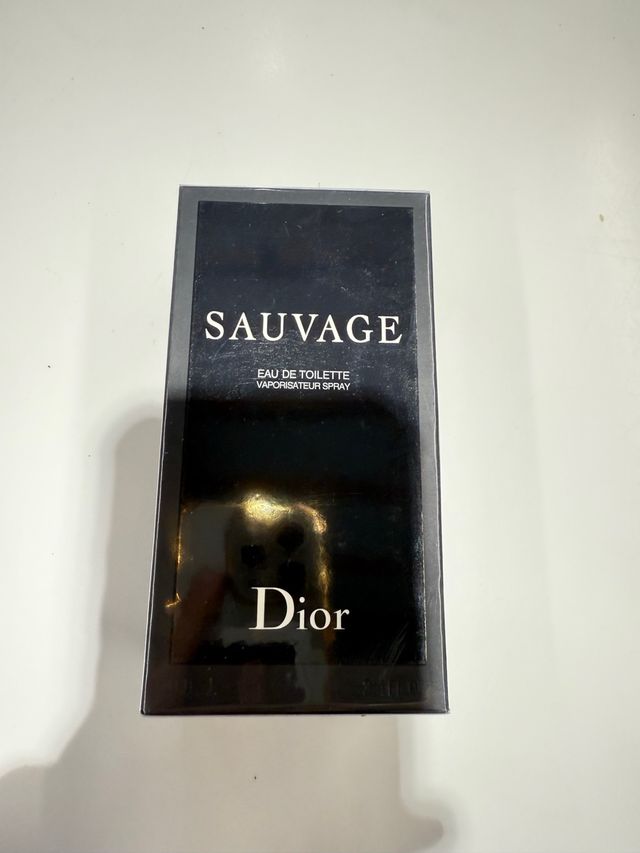 SAUVAGE
EAU DE TOILETTE
VAPORISATEUR SPRAY
Dior